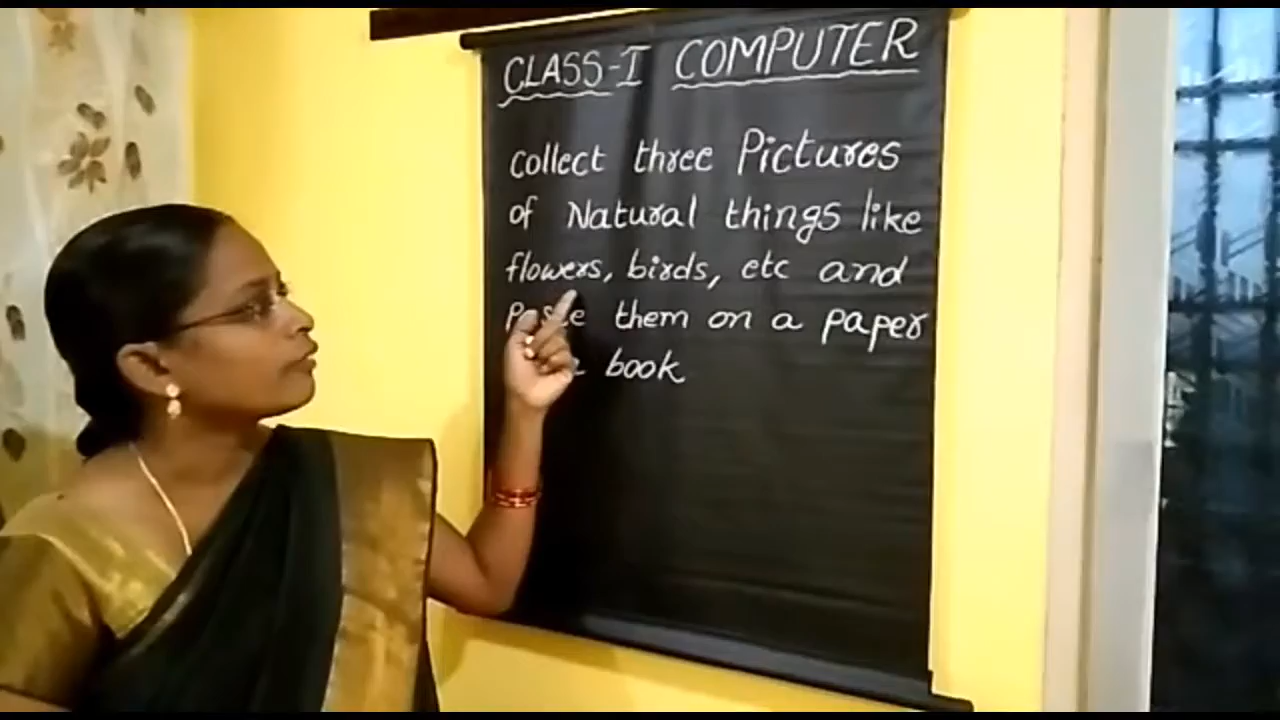 CLASS-I COMPUTER
collect three Pictures
of Natural things like
flowers, birds, etc and
Paste them on a paper
book